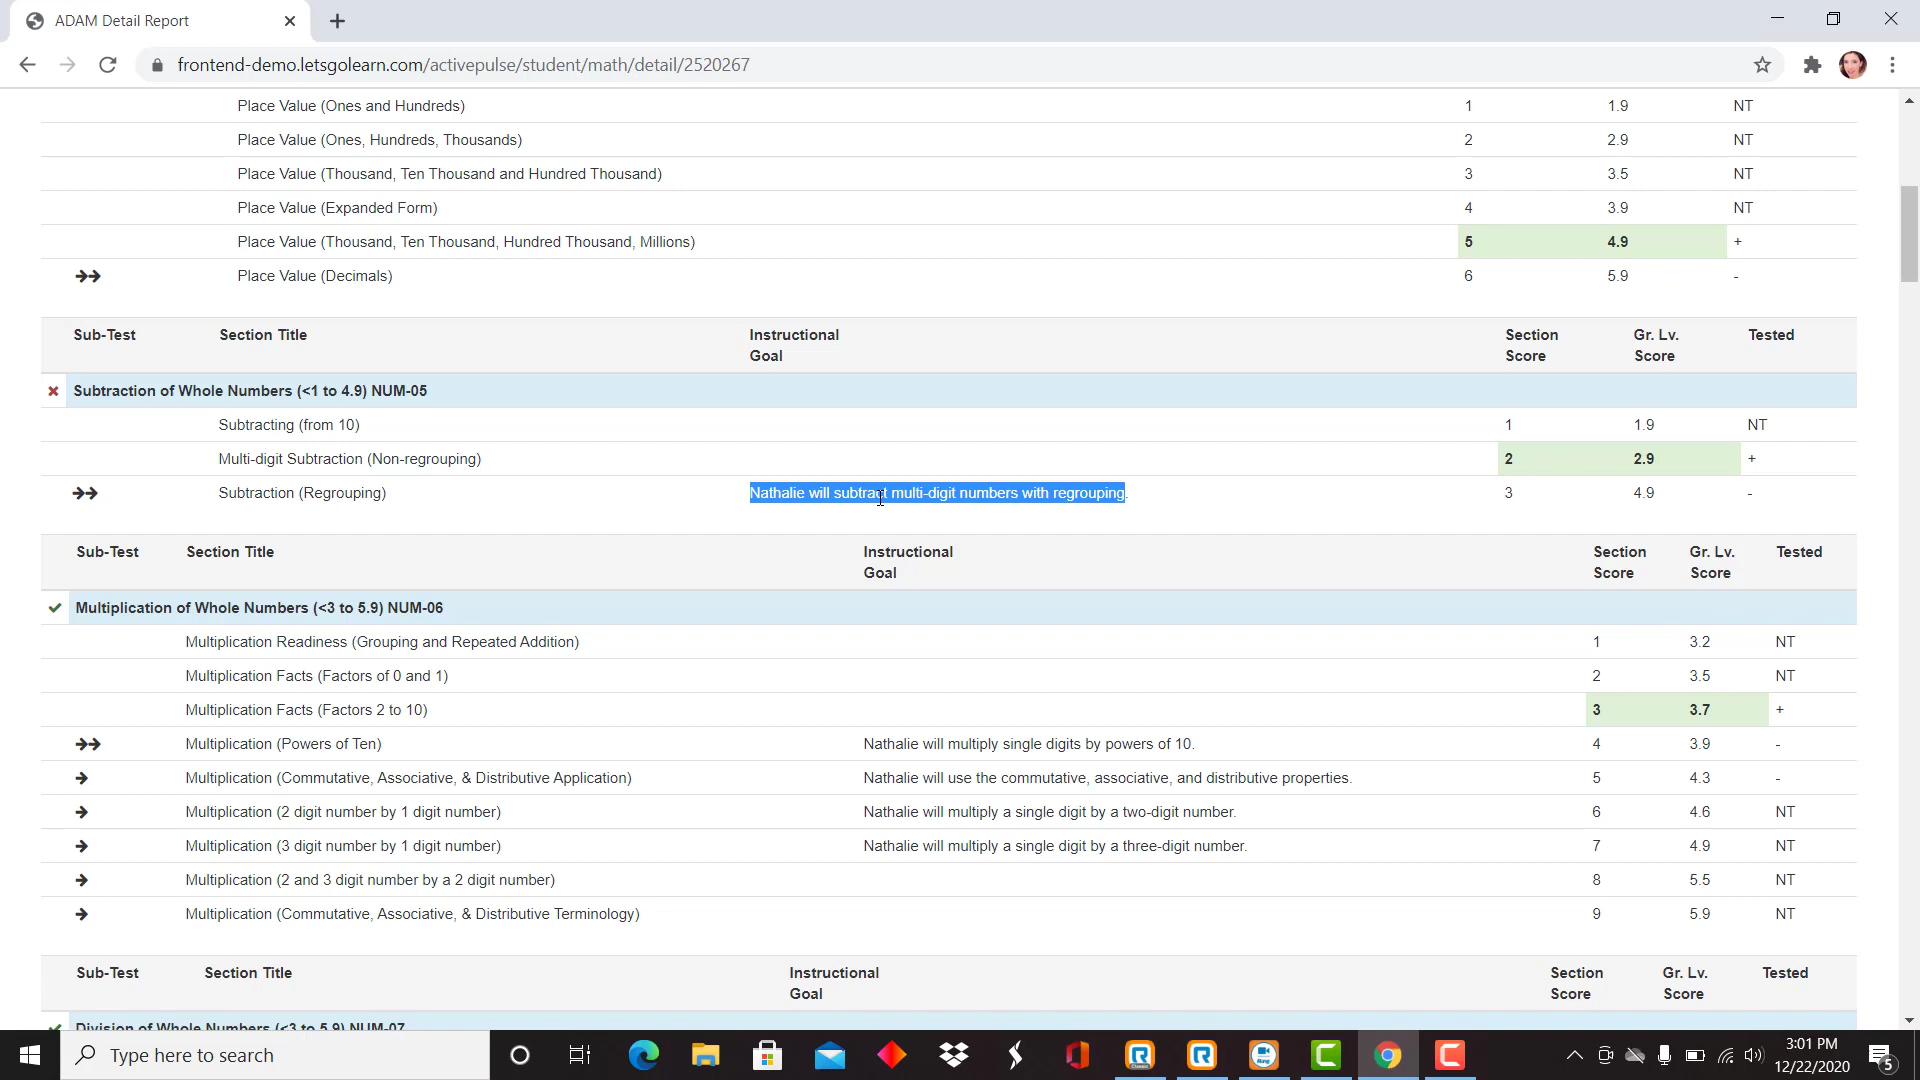 ADAM Detail Report
frontend-demo.letsgolearn.com/activepulse/student/math/detail/2520267
Place Value (Ones and Hundreds) 1 1.9 NT
Place Value (Ones, Hundreds, Thousands) 2 2.9 NT
Place Value (Thousand, Ten Thousand and Hundred Thousand) 3 3.5 NT
Place Value (Expanded Form) 4 3.9 NT
Place Value (Thousand, Ten Thousand, Hundred Thousand, Millions) 5 4.9 +
Place Value (Decimals) 6 5.9 -
Sub-Test Section Title Instructional Section Gr. Lv. Tested
Goal Score Score
Subtraction of Whole Numbers (<1 to 4.9) NUM-05
Subtracting (from 10) 1 1.9 NT
Multi-digit Subtraction (Non-regrouping) 2 2.9 +
Subtraction (Regrouping) Nathalie will subtract multi-digit numbers with regrouping. 3 4.9 -
Sub-Test Section Title Instructional Section Gr. Lv. Tested
Goal Score Score
Multiplication of Whole Numbers (<3 to 5.9) NUM-06
Multiplication Readiness (Grouping and Repeated Addition) 1 3.2 NT
Multiplication Facts (Factors of 0 and 1) 2 3.5 NT
Multiplication Facts (Factors 2 to 10) 3 3.7 +
Multiplication (Powers of Ten) Nathalie will multiply single digits by powers of 10. 4 3.9 -
Multiplication (Commutative, Associative, & Distributive Application) Nathalie will use the commutative, associative, and distributive properties. 5 4.3 -
Multiplication (2 digit number by 1 digit number) Nathalie will multiply a single digit by a two-digit number. 6 4.6 NT
Multiplication (3 digit number by 1 digit number) Nathalie will multiply a single digit by a three-digit number. 7 4.9 NT
Multiplication (2 and 3 digit number by a 2 digit number) 8 5.5 NT
Multiplication (Commutative, Associative, & Distributive Terminology) 9 5.9 NT
Sub-Test Section Title Instructional Section Gr. Lv. Tested
Goal Score Score
Division of Whole Numbers (<3 to 5.9) NUM-07
Type here to search
3:01 PM
12/22/2020
5